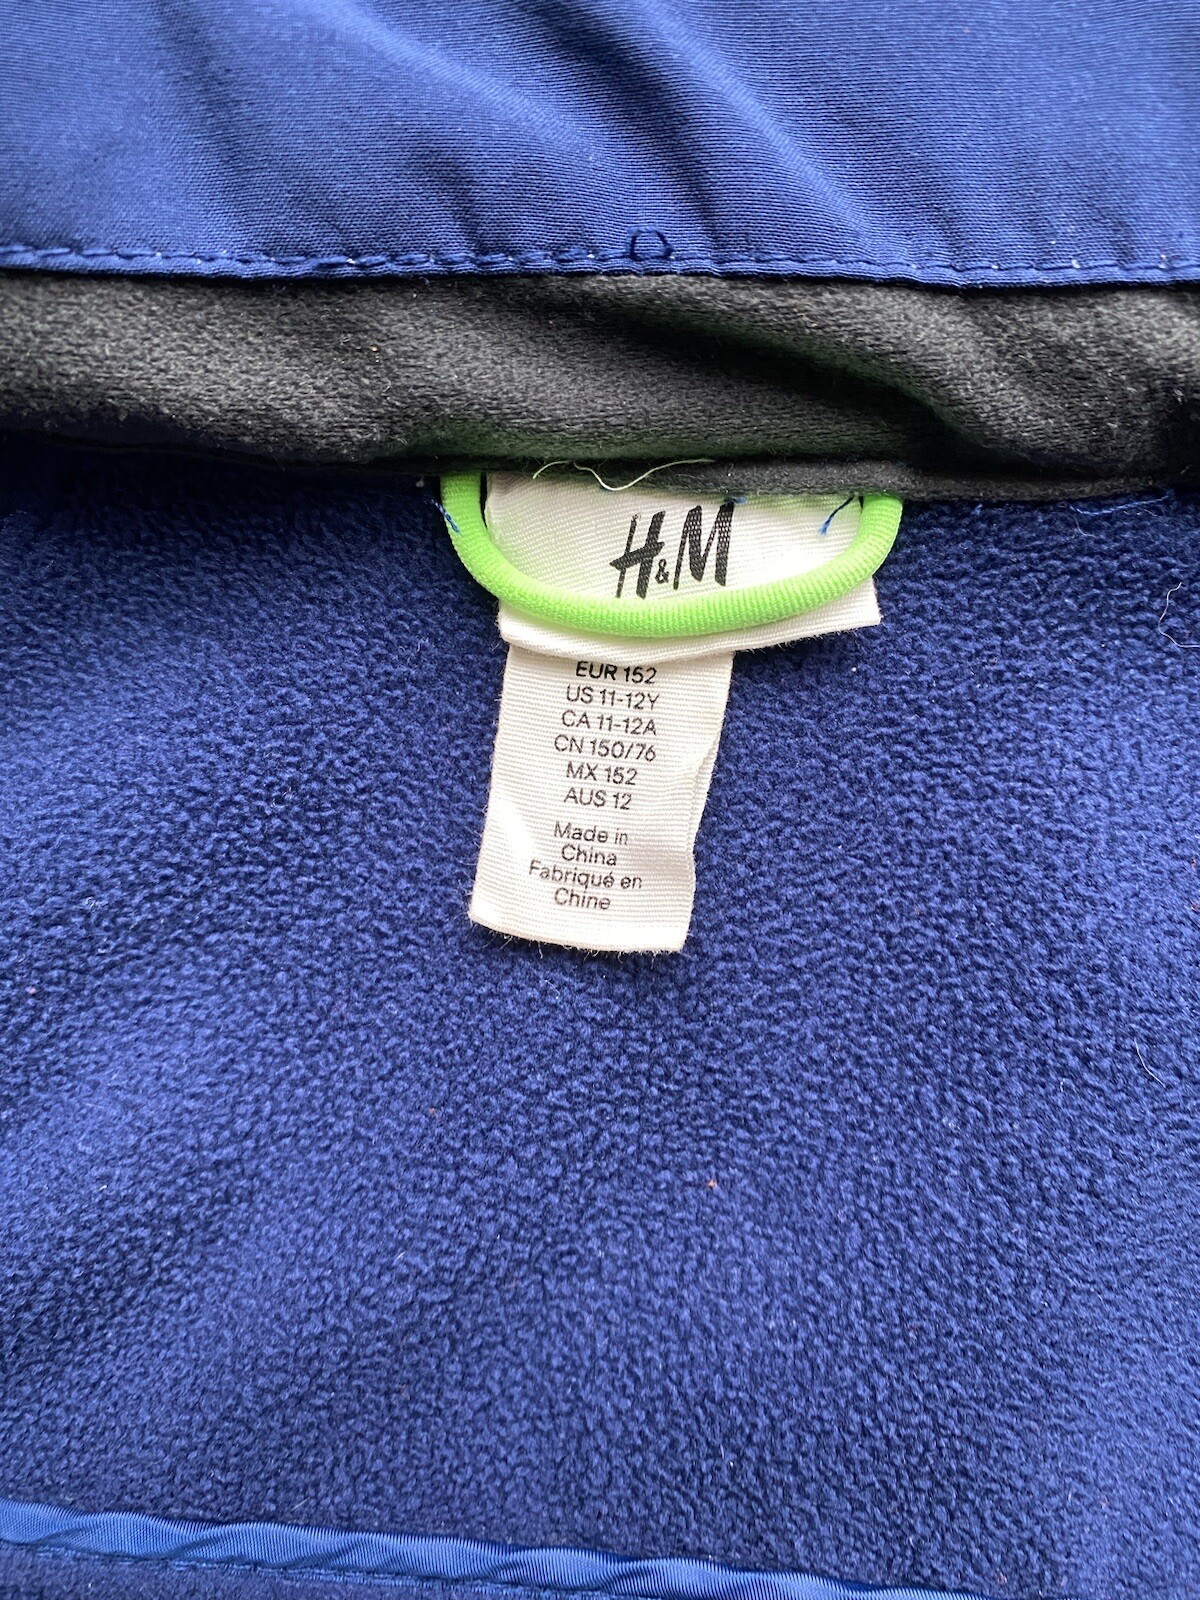 H&M
EUR 152
US 11-12Y
CA 11-12A
CN 150/76
MX 152
AUS 12
Made in
China
Fabriqué en
Chine